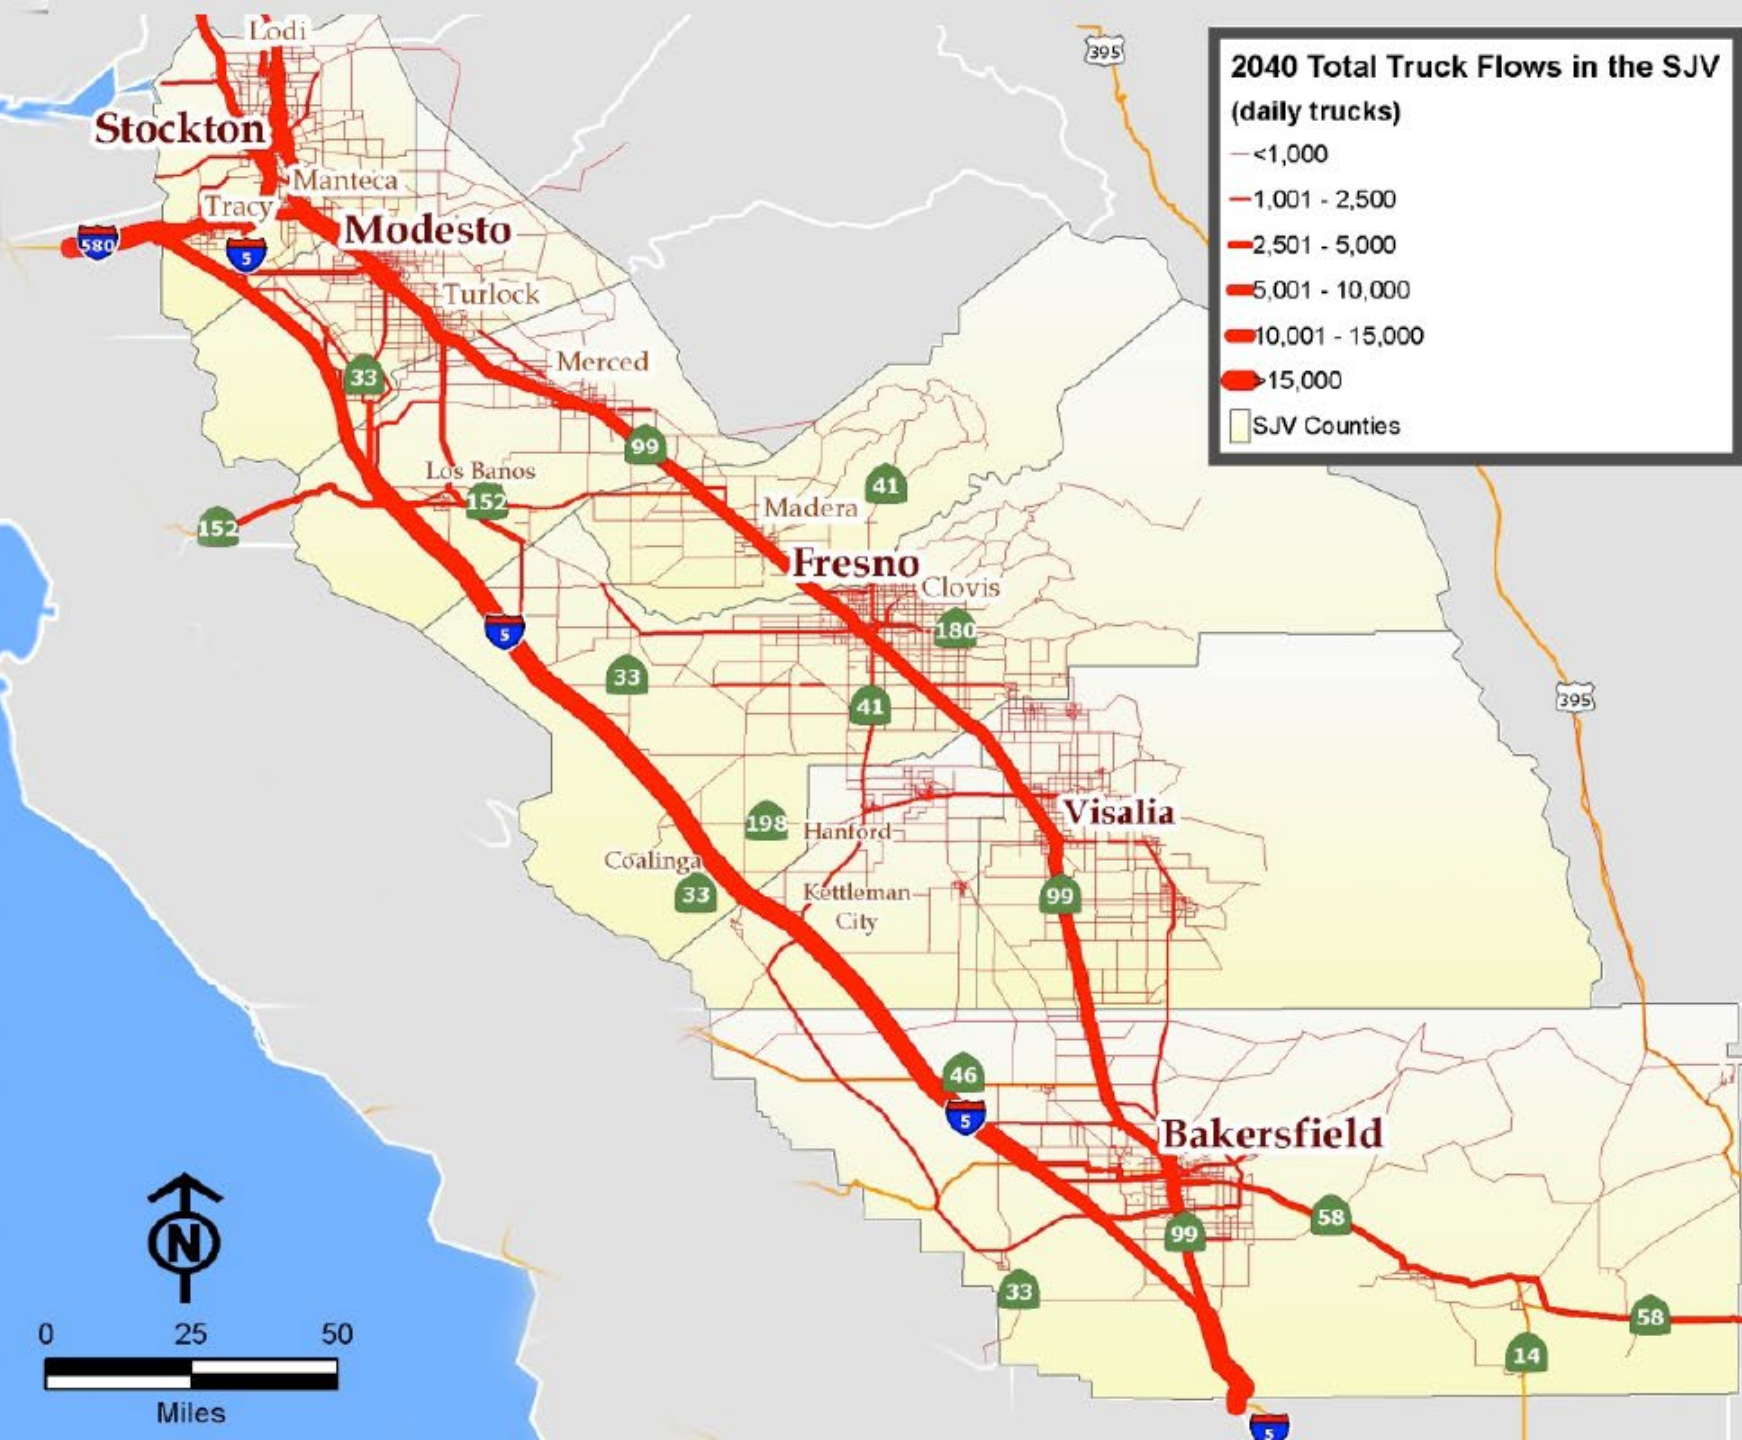 Lodi
395
2040 Total Truck Flows in the SJV
(daily trucks)
<1,000
1,001 - 2,500
2,501 - 5,000
5,001 - 10,000
10,001 - 15,000
>15,000
SJV Counties
Stockton
Manteca
Tracy
Modesto
580
5
Turlock
Merced
33
99
Los Banos
152
152
41
Madera
Fresno
Clovis
180
5
33
41
395
Visalia
198
Hanford
Coalinga
33
Kettleman
City
99
46
5
Bakersfield
58
99
33
58
14
5
N
0 25 50
Miles